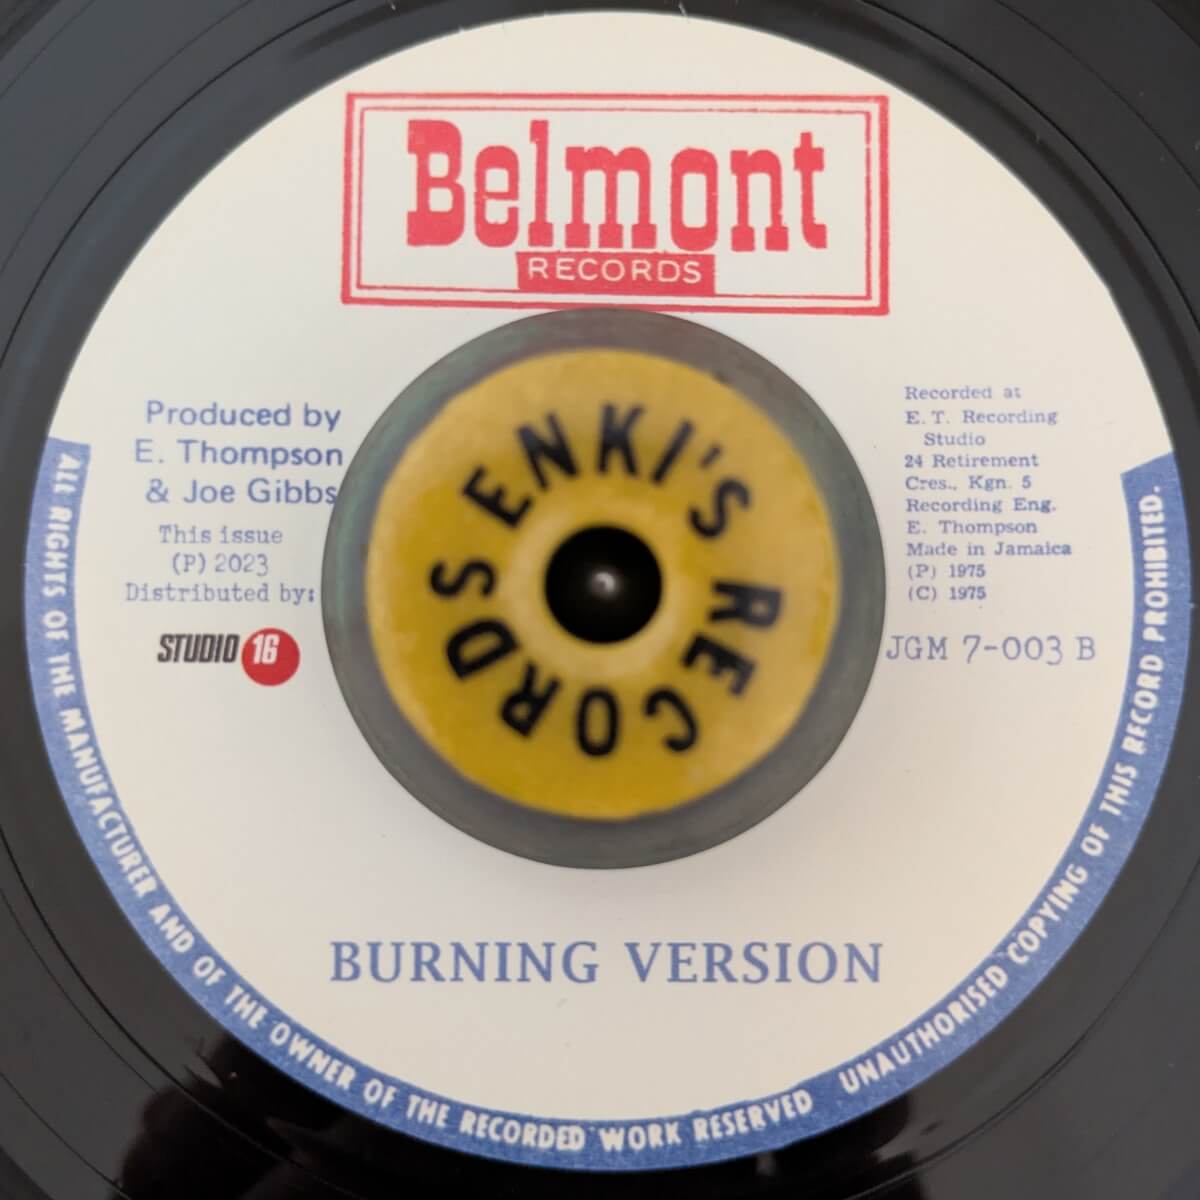 Belmont
RECORDS
Produced by
E. Thompson
& Joe Gibbs
This issue
(P) 2023
Distributed by:
STUDIO 16
ENKI'S RECORDS
Recorded at
E. T. Recording
Studio
24 Retirement
Cres., Kgn. 5
Recording Eng.
E. Thompson
Made in Jamaica
(P) 1975
(C) 1975
JGM 7-003 B
BURNING VERSION
ALL RIGHTS OF THE MANUFACTURER AND OF THE OWNER OF THE RECORDED WORK RESERVED UNAUTHORISED COPYING OF THIS RECORD PROHIBITED.